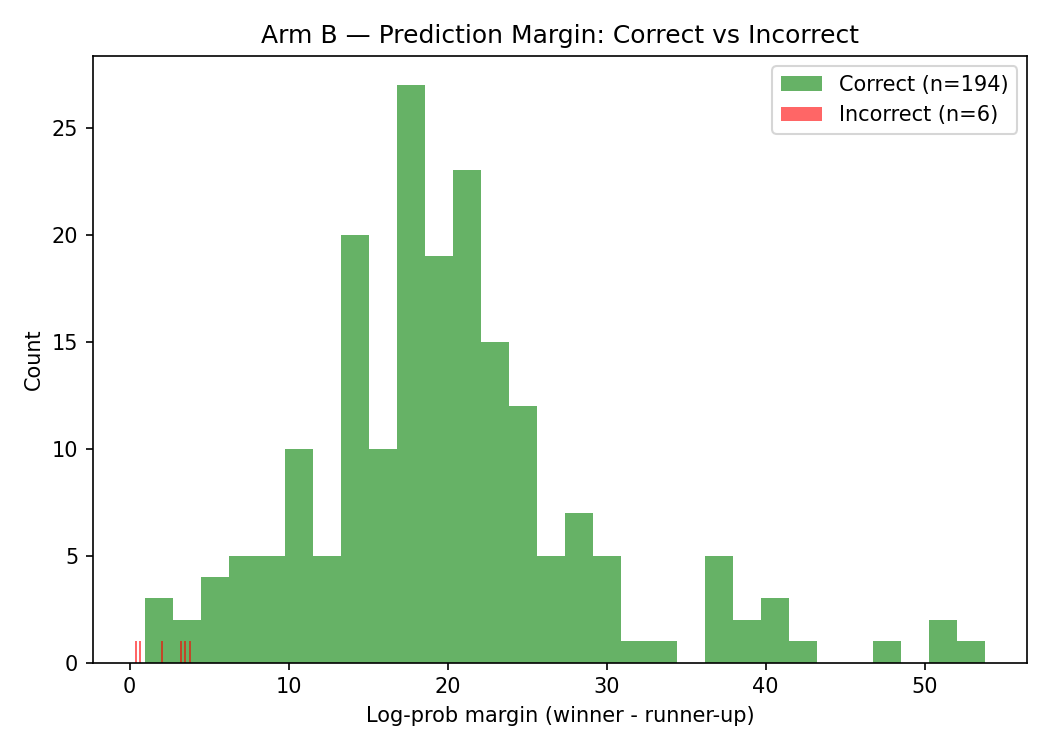 Arm B — Prediction Margin: Correct vs Incorrect
Correct (n=194)
Incorrect (n=6)
Count
25
20
15
10
5
0
0 10 20 30 40 50
Log-prob margin (winner - runner-up)